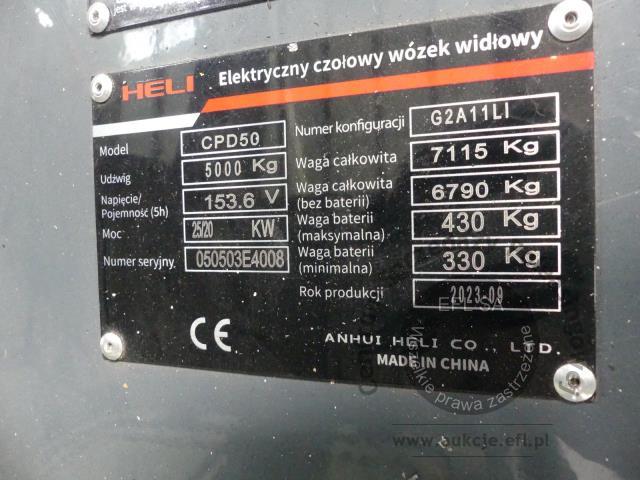 jest w
HELI
Elektryczny czołowy wózek widłowy
Model CPD50
Udźwig 5000 Kg
Napięcie/
Pojemność (5h) 153.6 V
Moc 25/20 KW
Numer seryjny 050503E4008
Numer konfiguracji G2A11LI
Waga całkowita 7115 Kg
Waga całkowita
(bez baterii) 6790 Kg
Waga baterii
(maksymalna) 430 Kg
Waga baterii
(minimalna) 330 Kg
Rok produkcji 2023-09
CE
ANHUI HELI CO., LTD.
MADE IN CHINA
EFL SA
Wszelkie prawa zastrzeżone
www.aukcje.efl.pl